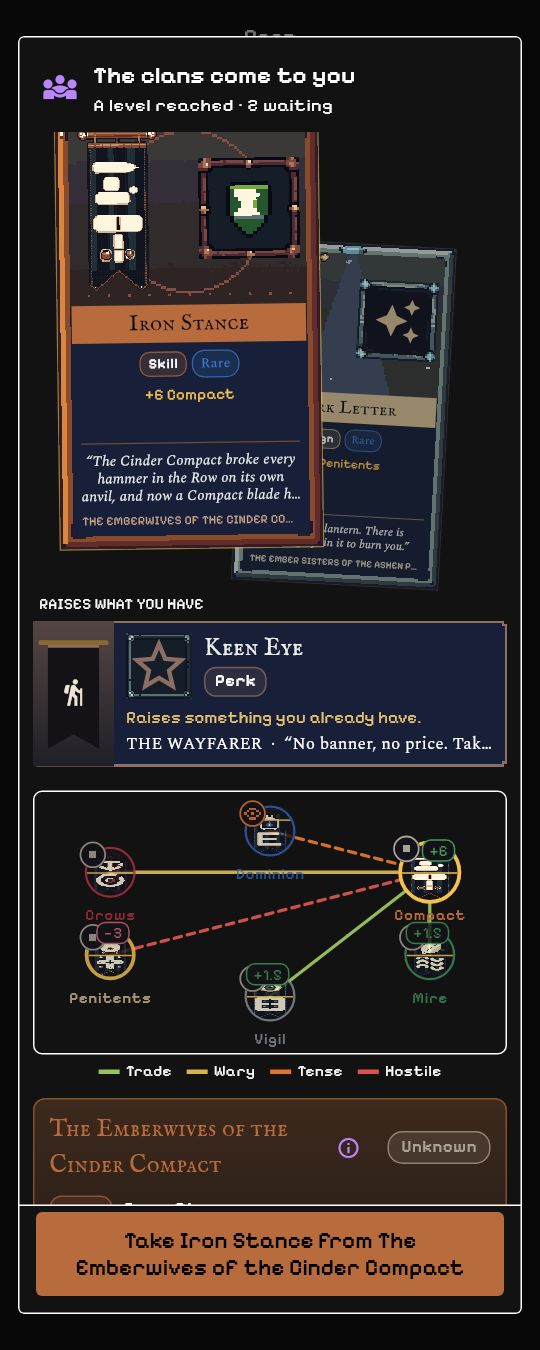 The clans come to you
A level reached · 2 waiting
Iron Stance
Skill
Rare
+6 Compact
“The Cinder Compact broke every
hammer in the Row on its own
anvil, and now a Compact blade h...
THE EMBERWIVES OF THE CINDER CO...
Letter
Rare
Penitents
lantern. There is
in it to burn you.”
THE EMBER SISTERS OF THE ASHEN P...
RAISES WHAT YOU HAVE
Keen Eye
Perk
Raises something you already have.
THE WAYFARER · “No banner, no price. Tak...
Dominion
+6
Crows
Compact
-3
+1.8
Penitents
+1.8
Mire
Vigil
Trade
Wary
Tense
Hostile
The Emberwives of the
Cinder Compact
Unknown
Take Iron Stance From The
Emberwives of the Cinder Compact